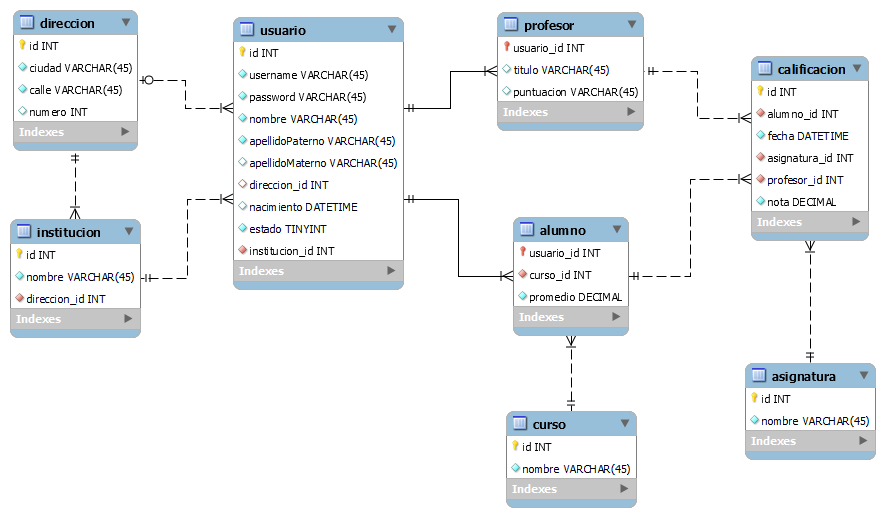 direccion
id INT
ciudad VARCHAR(45)
calle VARCHAR(45)
numero INT
Indexes
institucion
id INT
nombre VARCHAR(45)
direccion_id INT
Indexes
usuario
id INT
username VARCHAR(45)
password VARCHAR(45)
nombre VARCHAR(45)
apellidoPaterno VARCHAR(45)
apellidoMaterno VARCHAR(45)
direccion_id INT
nacimiento DATETIME
estado TINYINT
institucion_id INT
Indexes
profesor
usuario_id INT
titulo VARCHAR(45)
puntuacion VARCHAR(45)
Indexes
alumno
usuario_id INT
curso_id INT
promedio DECIMAL
Indexes
curso
id INT
nombre VARCHAR(45)
Indexes
calificacion
id INT
alumno_id INT
fecha DATETIME
asignatura_id INT
profesor_id INT
nota DECIMAL
Indexes
asignatura
id INT
nombre VARCHAR(45)
Indexes